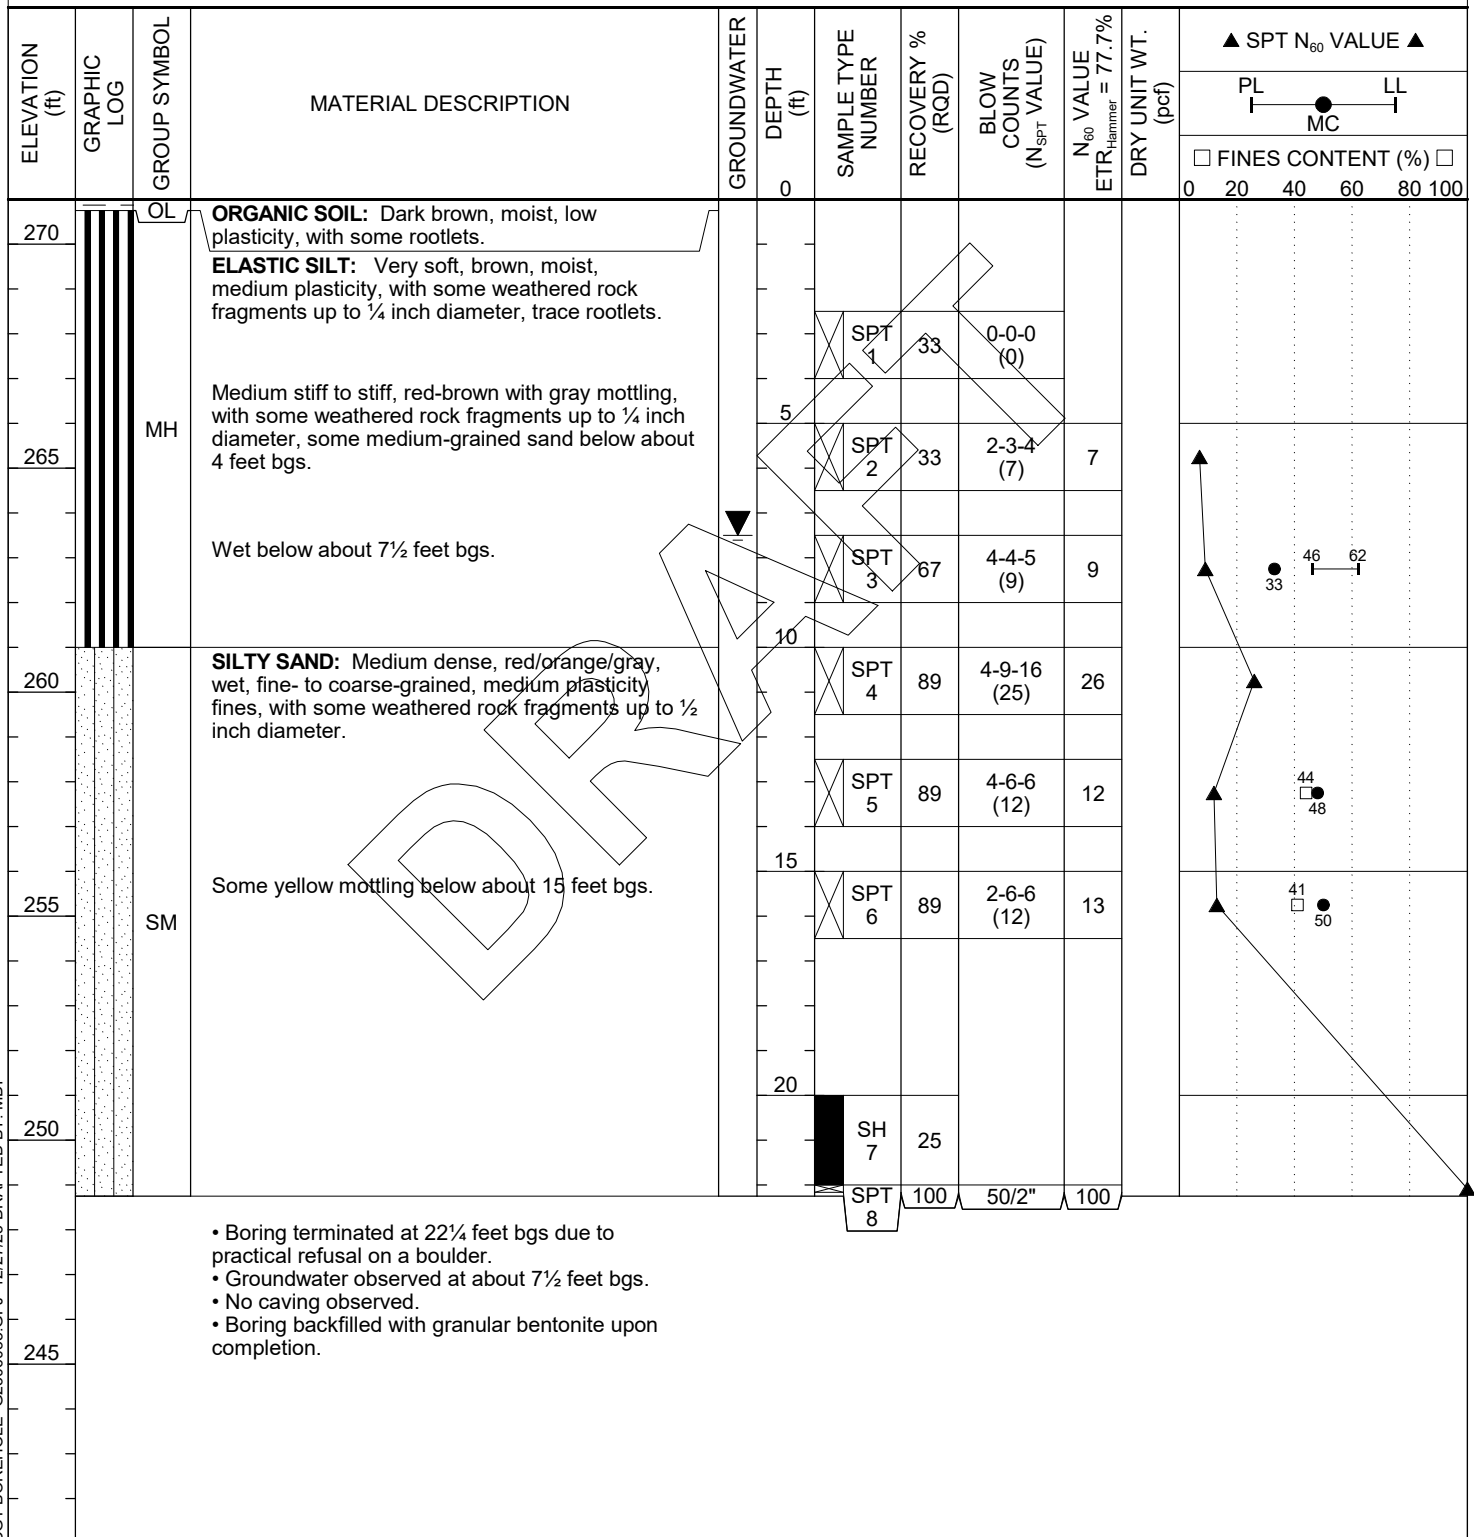 ELEVATION
(ft)
GRAPHIC
LOG
GROUP SYMBOL
MATERIAL DESCRIPTION
GROUNDWATER
DEPTH
(ft)
0
SAMPLE TYPE
NUMBER
RECOVERY %
(RQD)
BLOW
COUNTS
(N_SPT VALUE)
N₆₀ VALUE
ETR_Hammer = 77.7%
DRY UNIT WT.
(pcf)
▲ SPT N₆₀ VALUE ▲
PL LL
MC
□ FINES CONTENT (%) □
0 20 40 60 80 100
OL
ORGANIC SOIL: Dark brown, moist, low
plasticity, with some rootlets.
270
ELASTIC SILT: Very soft, brown, moist,
medium plasticity, with some weathered rock
fragments up to ¼ inch diameter, trace rootlets.
SPT
1
33
0-0-0
(0)
MH
Medium stiff to stiff, red-brown with gray mottling,
with some weathered rock fragments up to ¼ inch
diameter, some medium-grained sand below about
4 feet bgs.
5
265
SPT
2
33
2-3-4
(7)
7
Wet below about 7½ feet bgs.
SPT
3
67
4-4-5
(9)
9
46 62
33
10
SILTY SAND: Medium dense, red/orange/gray,
wet, fine- to coarse-grained, medium plasticity
fines, with some weathered rock fragments up to ½
inch diameter.
260
SPT
4
89
4-9-16
(25)
26
SPT
5
89
4-6-6
(12)
12
44
48
15
Some yellow mottling below about 15 feet bgs.
255
SM
SPT
6
89
2-6-6
(12)
13
41
50
20
250
SH
7
25
SPT
8
100
50/2"
100
• Boring terminated at 22¼ feet bgs due to
practical refusal on a boulder.
• Groundwater observed at about 7½ feet bgs.
• No caving observed.
• Boring backfilled with granular bentonite upon
completion.
245
DRAFT